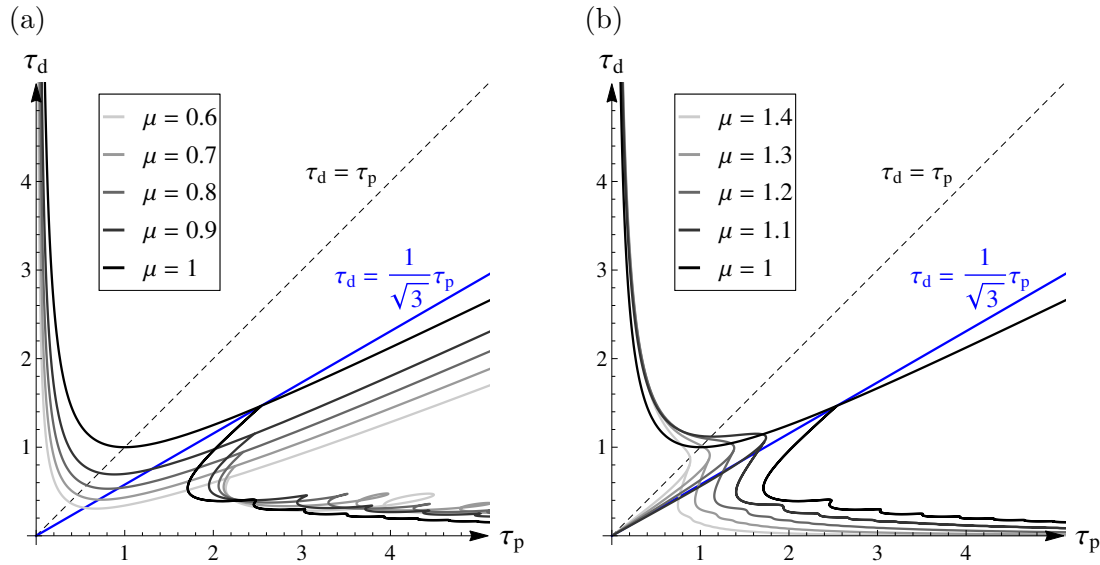 (a)
τd
μ = 0.6
μ = 0.7
μ = 0.8
μ = 0.9
μ = 1
τd = τp
τd = 1/√3 τp
4
3
2
1
1 2 3 4
τp
(b)
τd
μ = 1.4
μ = 1.3
μ = 1.2
μ = 1.1
μ = 1
τd = τp
τd = 1/√3 τp
4
3
2
1
1 2 3 4
τp